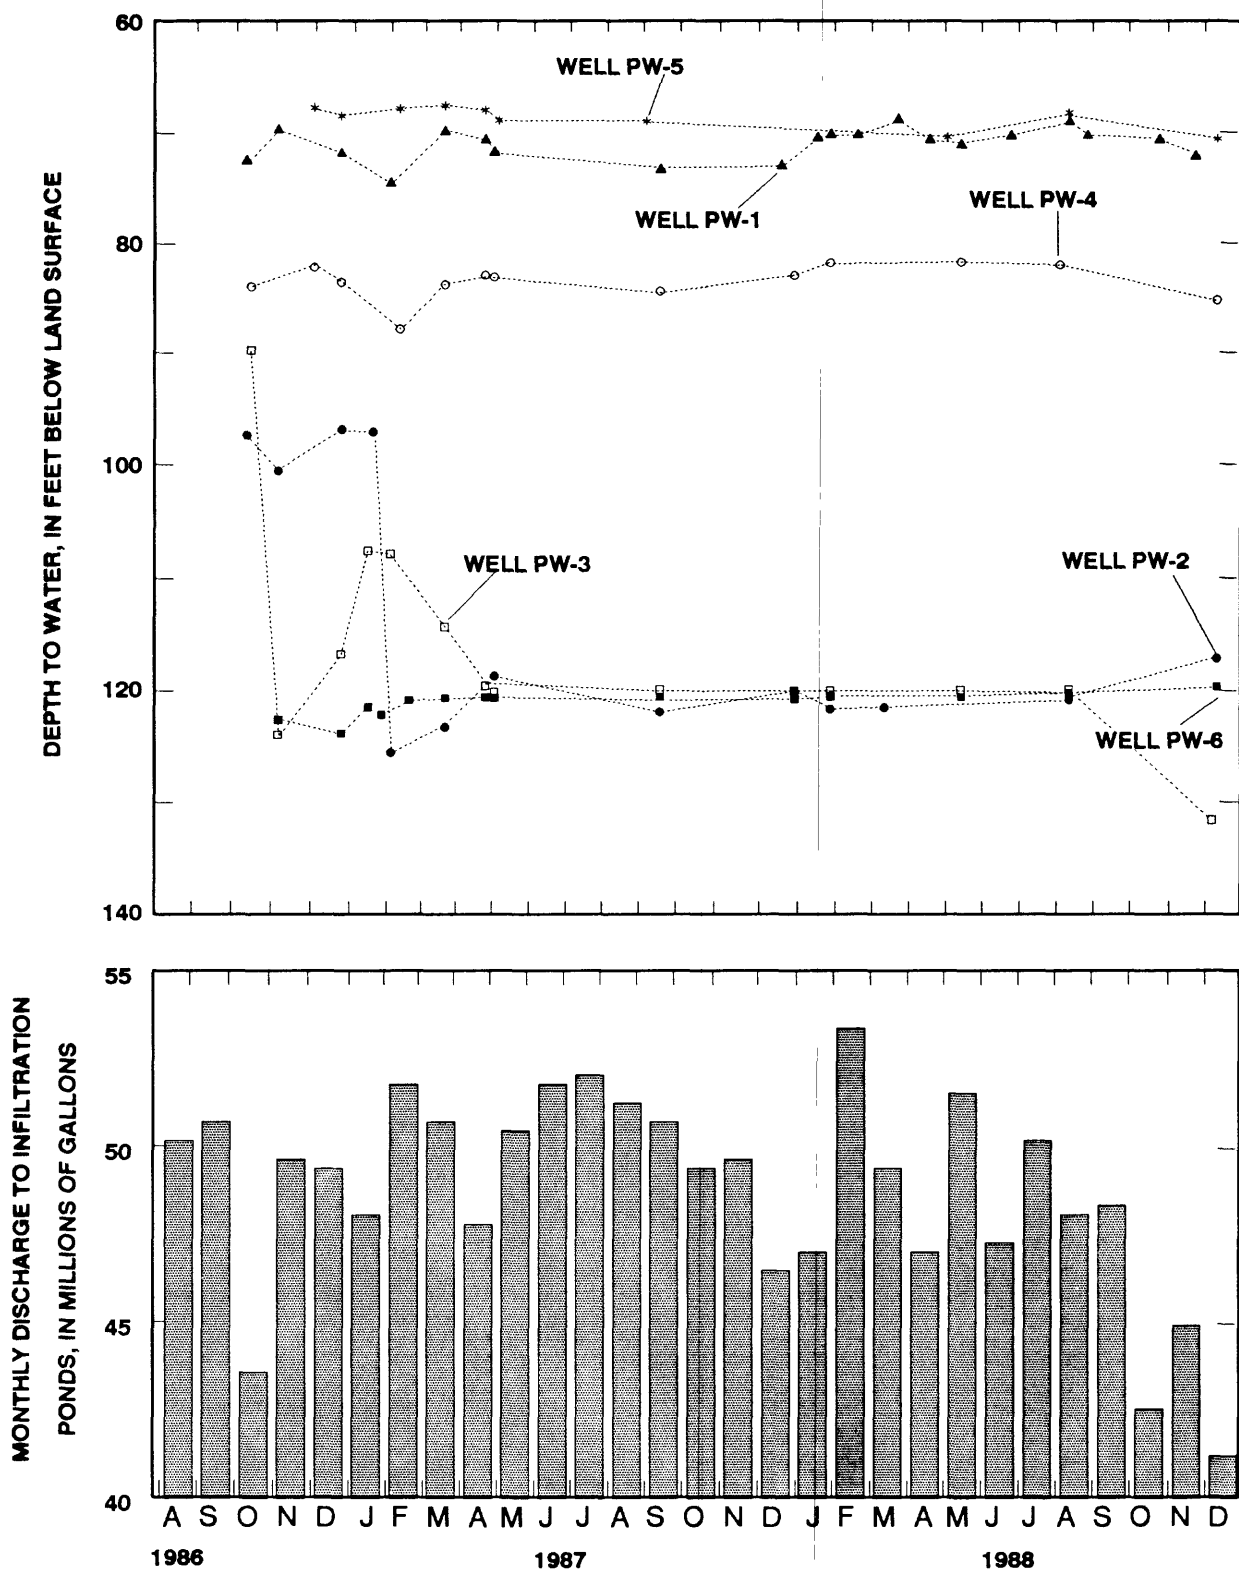 60
WELL PW-5
WELL PW-1
WELL PW-4
80
DEPTH TO WATER, IN FEET BELOW LAND SURFACE
100
WELL PW-3
WELL PW-2
120
WELL PW-6
140
55
MONTHLY DISCHARGE TO INFILTRATION
PONDS, IN MILLIONS OF GALLONS
50
45
40
A S O N D J F M A M J J A S O N D J F M A M J J A S O N D
1986 1987 1988